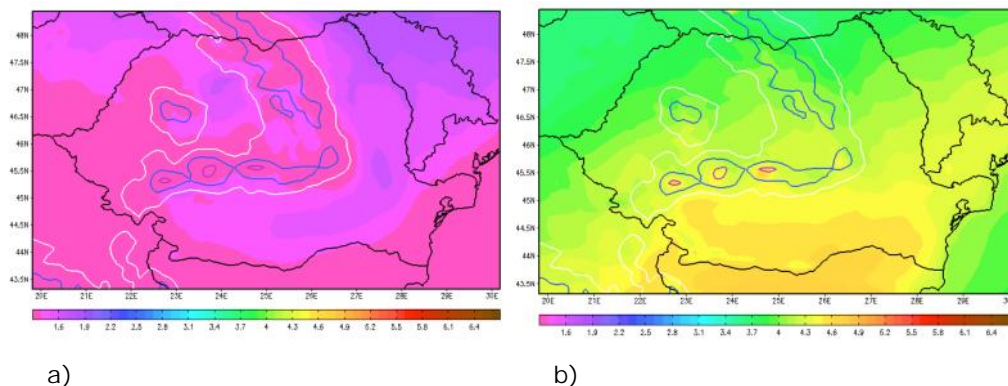 48N
47.5N
47N
46.5N
46N
45.5N
45N
44.5N
44N
43.5N
20E 21E 22E 23E 24E 25E 26E 27E 28E 29E 30E
1.6 1.9 2.2 2.5 2.8 3.1 3.4 3.7 4 4.3 4.6 4.9 5.2 5.5 5.8 6.1 6.4
a)
48N
47.5N
47N
46.5N
46N
45.5N
45N
44.5N
44N
43.5N
20E 21E 22E 23E 24E 25E 26E 27E 28E 29E 30E
1.6 1.9 2.2 2.5 2.8 3.1 3.4 3.7 4 4.3 4.6 4.9 5.2 5.5 5.8 6.1 6.4
b)